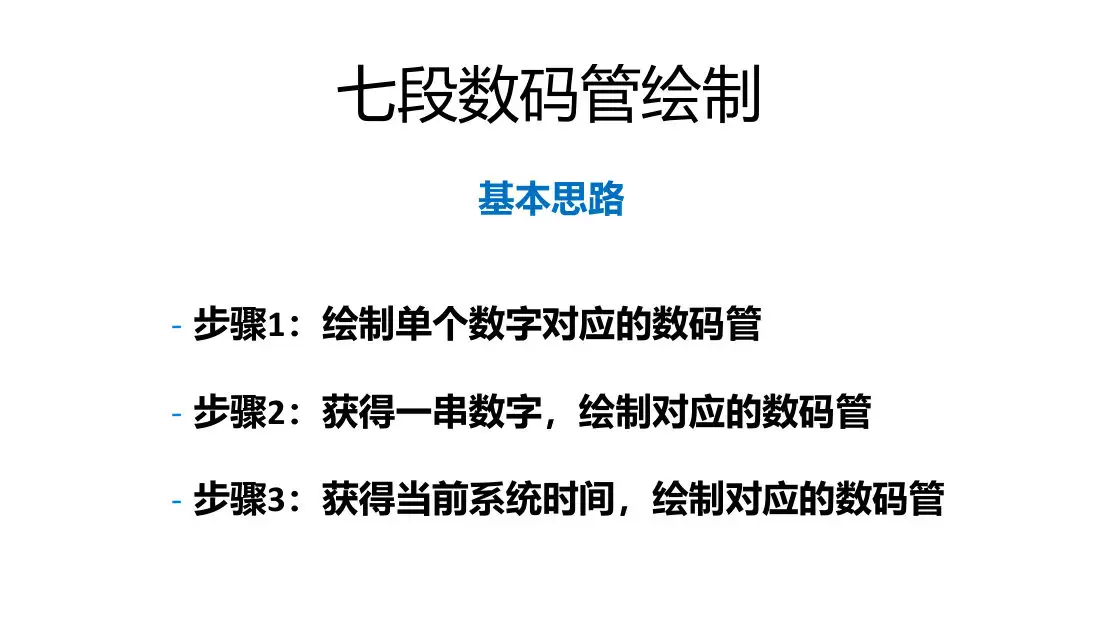 七段数码管绘制
基本思路
- 步骤1：绘制单个数字对应的数码管
- 步骤2：获得一串数字，绘制对应的数码管
- 步骤3：获得当前系统时间，绘制对应的数码管